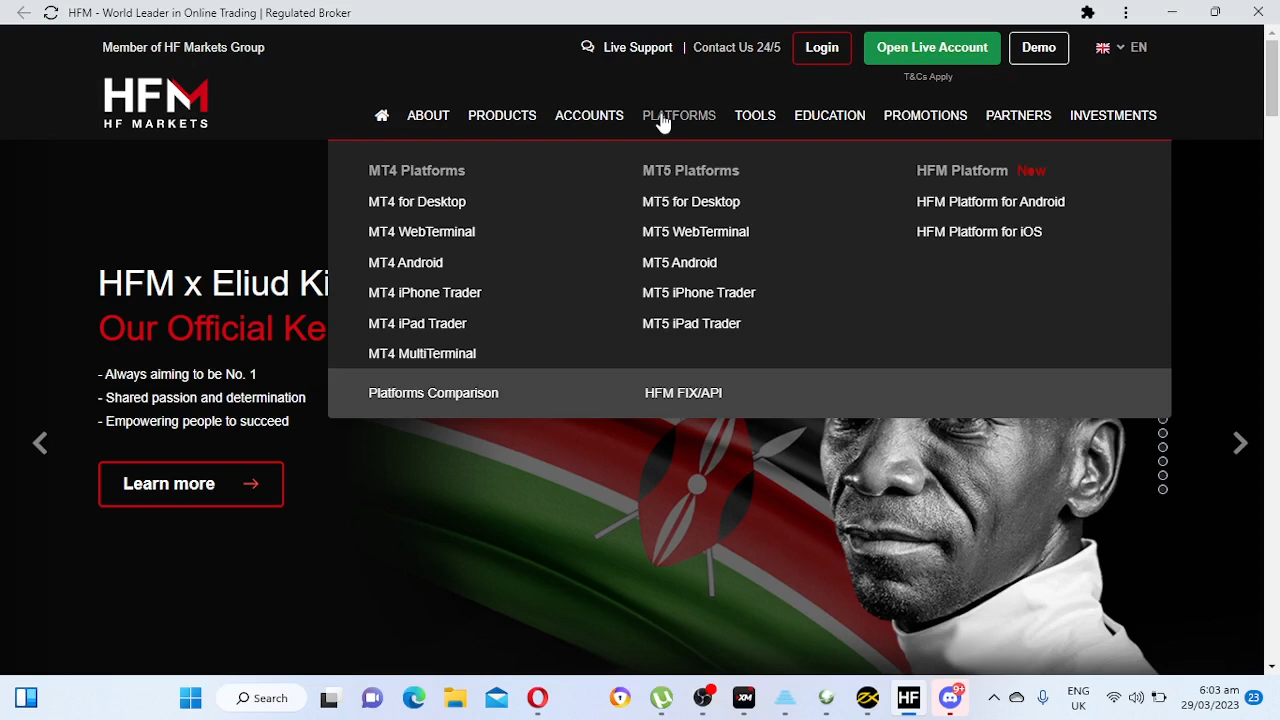 HFM - World Leader in Online Trading | Regulated Broker
Member of HF Markets Group
Live Support | Contact Us 24/5
Login
Open Live Account
Demo
EN
T&Cs Apply
HFM
HF MARKETS
ABOUT PRODUCTS ACCOUNTS PLATFORMS TOOLS EDUCATION PROMOTIONS PARTNERS INVESTMENTS
MT4 Platforms
MT4 for Desktop
MT4 WebTerminal
MT4 Android
MT4 iPhone Trader
MT4 iPad Trader
MT4 MultiTerminal
MT5 Platforms
MT5 for Desktop
MT5 WebTerminal
MT5 Android
MT5 iPhone Trader
MT5 iPad Trader
HFM Platform New
HFM Platform for Android
HFM Platform for iOS
Platforms Comparison
HFM FIX/API
HFM x Eliud Ki
Our Official Ke
- Always aiming to be No. 1
- Shared passion and determination
- Empowering people to succeed
Learn more
Search
XM
HF
9+
ENG
UK
6:03 am
29/03/2023
23